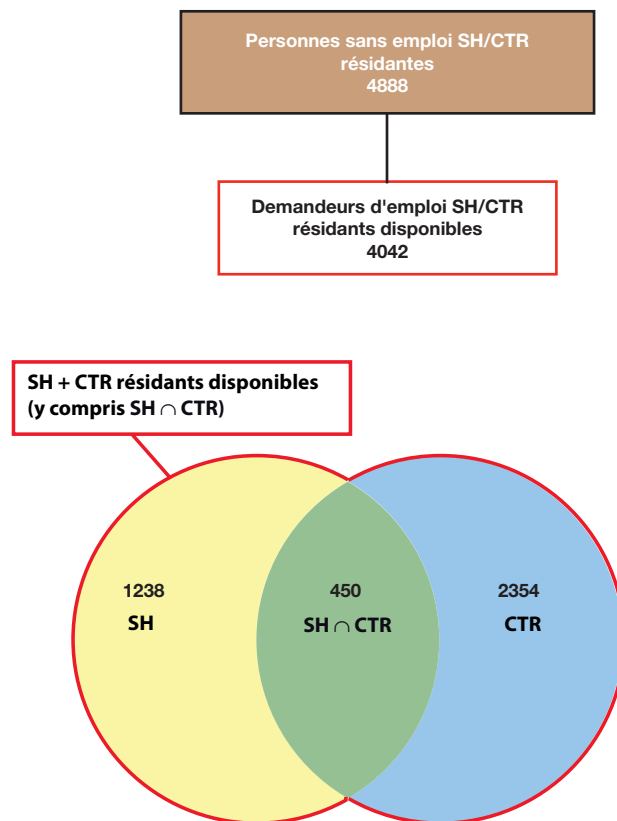 Personnes sans emploi SH/CTR
résidantes
4888
Demandeurs d'emploi SH/CTR
résidants disponibles
4042
SH + CTR résidants disponibles
(y compris SH ∩ CTR)
1238
SH
450
SH ∩ CTR
2354
CTR